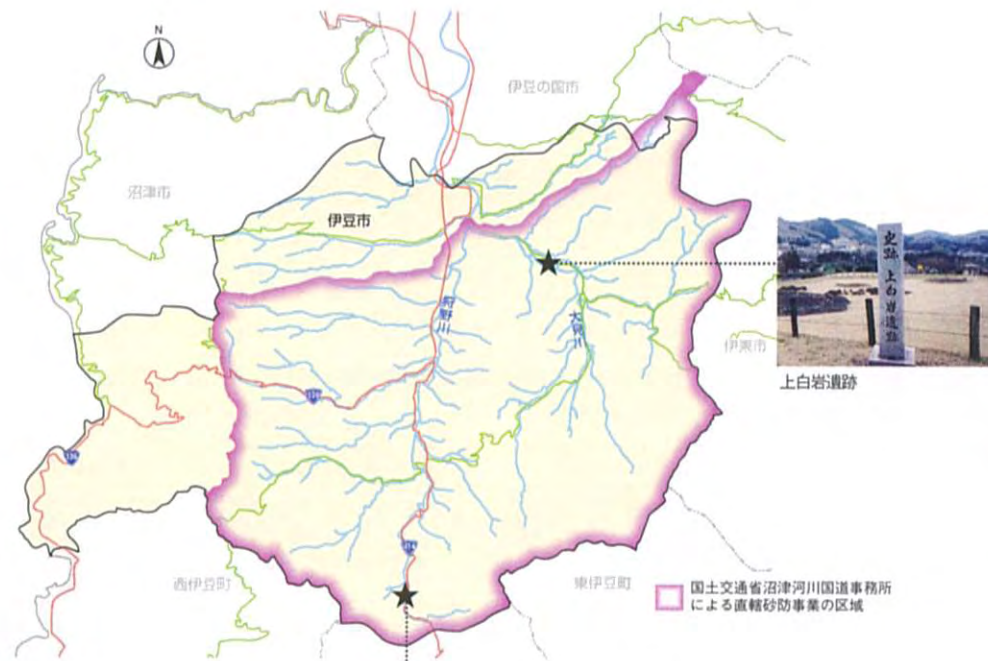 N
伊豆の国市
沼津市
伊豆市
狩野川
大見川
伊東市
史跡 上白岩遺跡
上白岩遺跡
136
136
414
西伊豆町
東伊豆町
国土交通省沼津河川国道事務所
による直轄砂防事業の区域